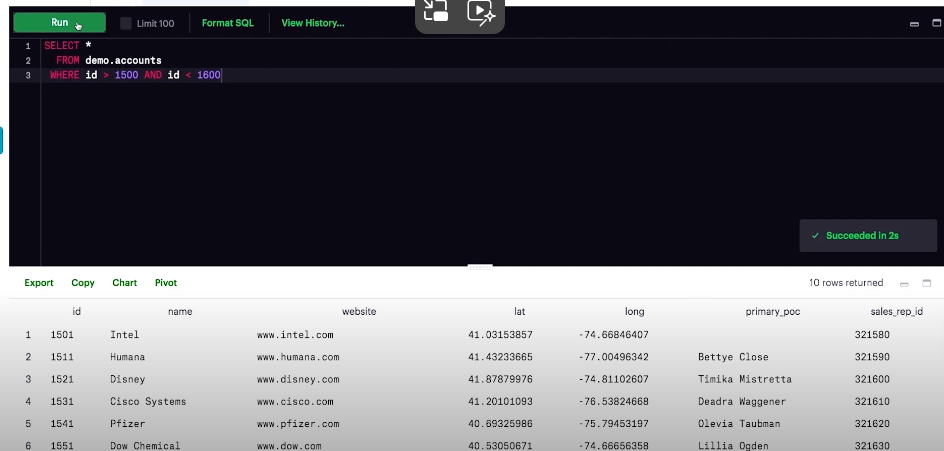 Run Limit 100 Format SQL View History...
1 SELECT *
2 FROM demo.accounts
3 WHERE id > 1500 AND id < 1600
✓ Succeeded in 2s
Export Copy Chart Pivot 10 rows returned
id name website lat long primary_poc sales_rep_id
1 1501 Intel www.intel.com 41.03153857 -74.66846407 321580
2 1511 Humana www.humana.com 41.43233665 -77.00496342 Bettye Close 321590
3 1521 Disney www.disney.com 41.87879976 -74.81102607 Timika Mistretta 321600
4 1531 Cisco Systems www.cisco.com 41.20101093 -76.53824668 Deadra Waggener 321610
5 1541 Pfizer www.pfizer.com 40.69325986 -75.79453197 Olevia Taubman 321620
6 1551 Dow Chemical www.dow.com 40.53050671 -74.66656358 Lillia Ogden 321630